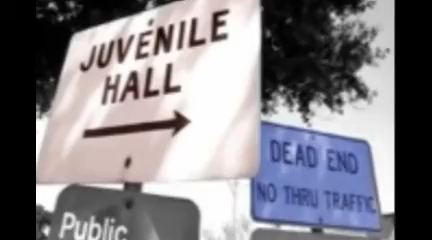 JUVENILE
HALL
DEAD END
NO THRU TRAFFIC
Public